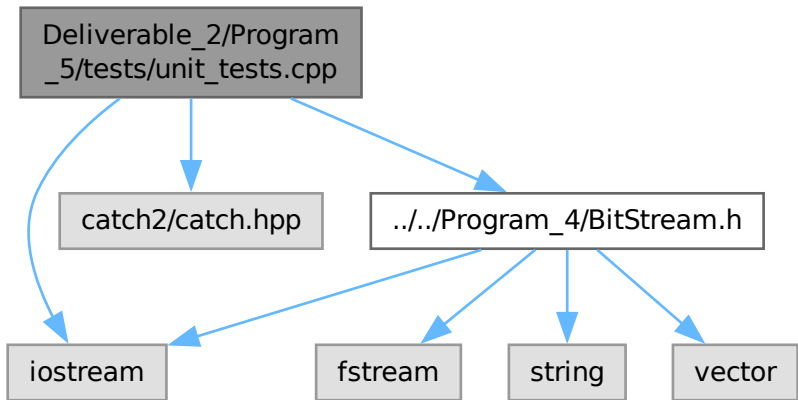 Deliverable_2/Program
_5/tests/unit_tests.cpp
catch2/catch.hpp
../../Program_4/BitStream.h
iostream
fstream
string
vector